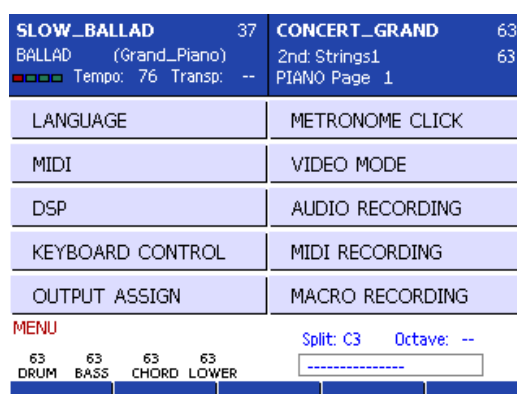 SLOW_BALLAD 37
BALLAD (Grand_Piano)
Tempo: 76 Transp: --
CONCERT_GRAND 63
2nd: Strings1 63
PIANO Page 1
LANGUAGE
METRONOME CLICK
MIDI
VIDEO MODE
DSP
AUDIO RECORDING
KEYBOARD CONTROL
MIDI RECORDING
OUTPUT ASSIGN
MACRO RECORDING
MENU
Split: C3 Octave: --
63 63 63 63
DRUM BASS CHORD LOWER
---------------